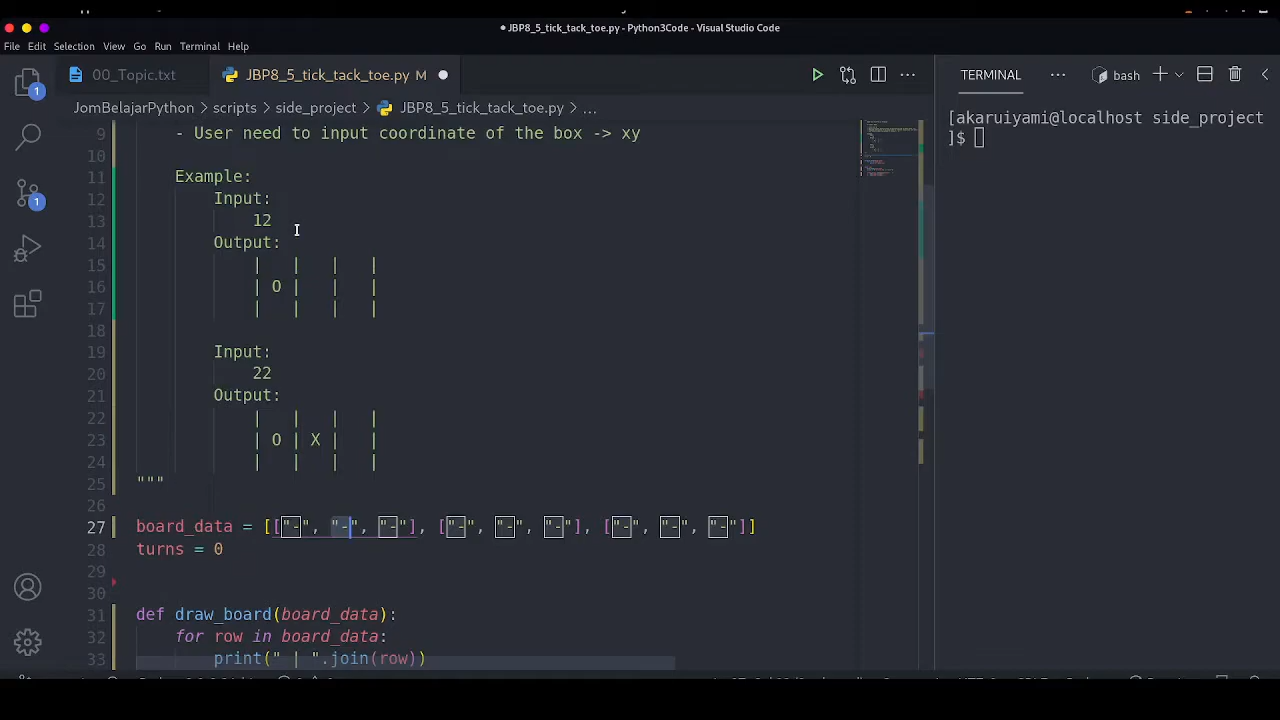 JBP8_5_tick_tack_toe.py - Python3Code - Visual Studio Code
File Edit Selection View Go Run Terminal Help
00_Topic.txt JBP8_5_tick_tack_toe.py M TERMINAL bash
JomBelajarPython > scripts > side_project > JBP8_5_tick_tack_toe.py > ...
9 - User need to input coordinate of the box -> xy
10
11 Example:
12 Input:
13 12
14 Output:
15 | | | |
16 | O | | |
17 | | | |
18
19 Input:
20 22
21 Output:
22 | | | |
23 | O | X | |
24 | | | |
25 """
26
27 board_data = [["-", "-", "-"], ["-", "-", "-"], ["-", "-", "-"]]
28 turns = 0
29
30
31 def draw_board(board_data):
32 for row in board_data:
33 print(" | ".join(row))
[akaruiyami@localhost side_project
]$
1
1